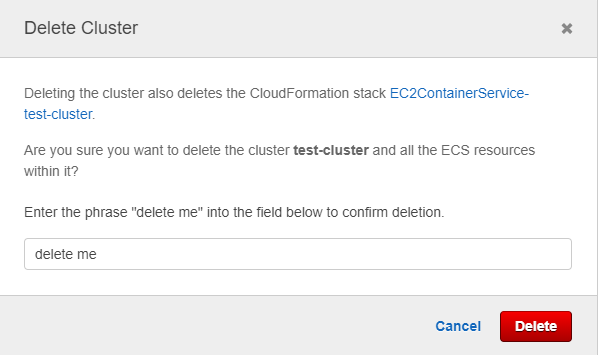 Delete Cluster
Deleting the cluster also deletes the CloudFormation stack EC2ContainerService-
test-cluster.
Are you sure you want to delete the cluster test-cluster and all the ECS resources
within it?
Enter the phrase "delete me" into the field below to confirm deletion.
delete me
Cancel Delete